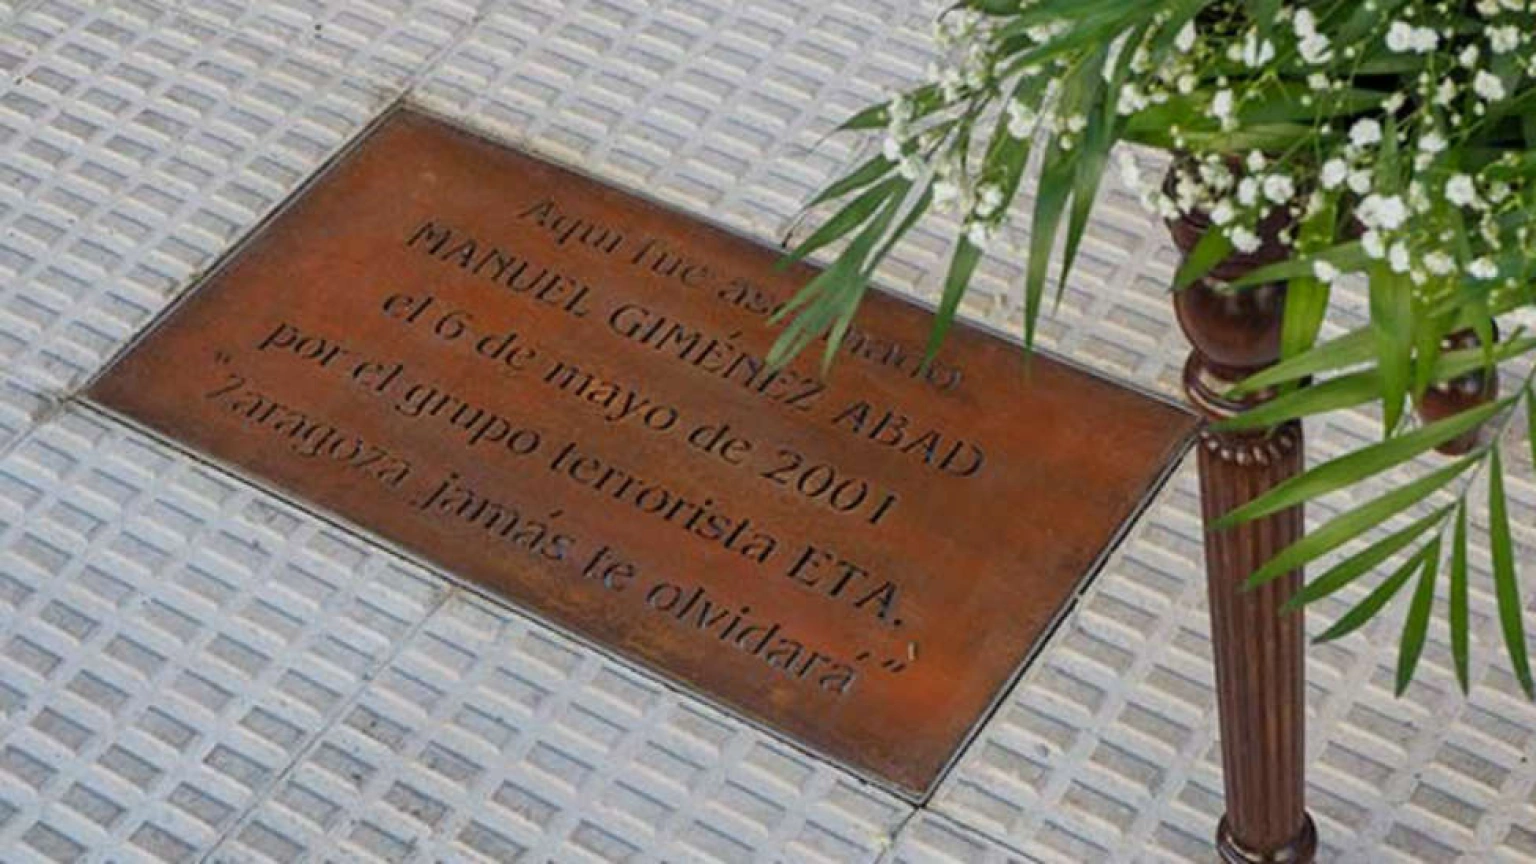 Aquí fue asesinado
MANUEL GIMÉNEZ ABAD
el 6 de mayo de 2001
por el grupo terrorista ETA.
"Zaragoza jamás te olvidará"